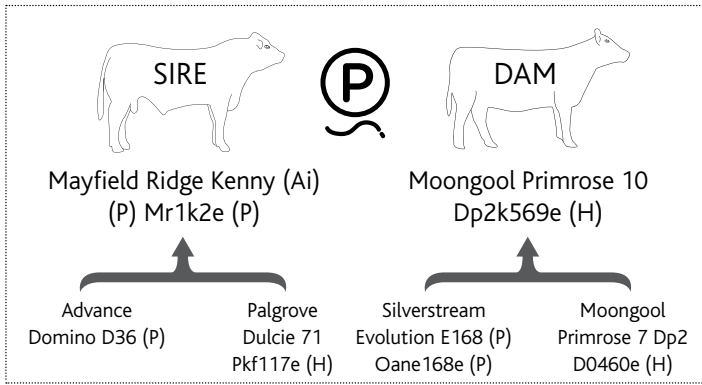 SIRE
P
DAM
Mayfield Ridge Kenny (Ai)
(P) Mr1k2e (P)
Moongool Primrose 10
Dp2k569e (H)
Advance
Domino D36 (P)
Palgrove
Dulcie 71
Pkf117e (H)
Silverstream
Evolution E168 (P)
Oane168e (P)
Moongool
Primrose 7 Dp2
D0460e (H)